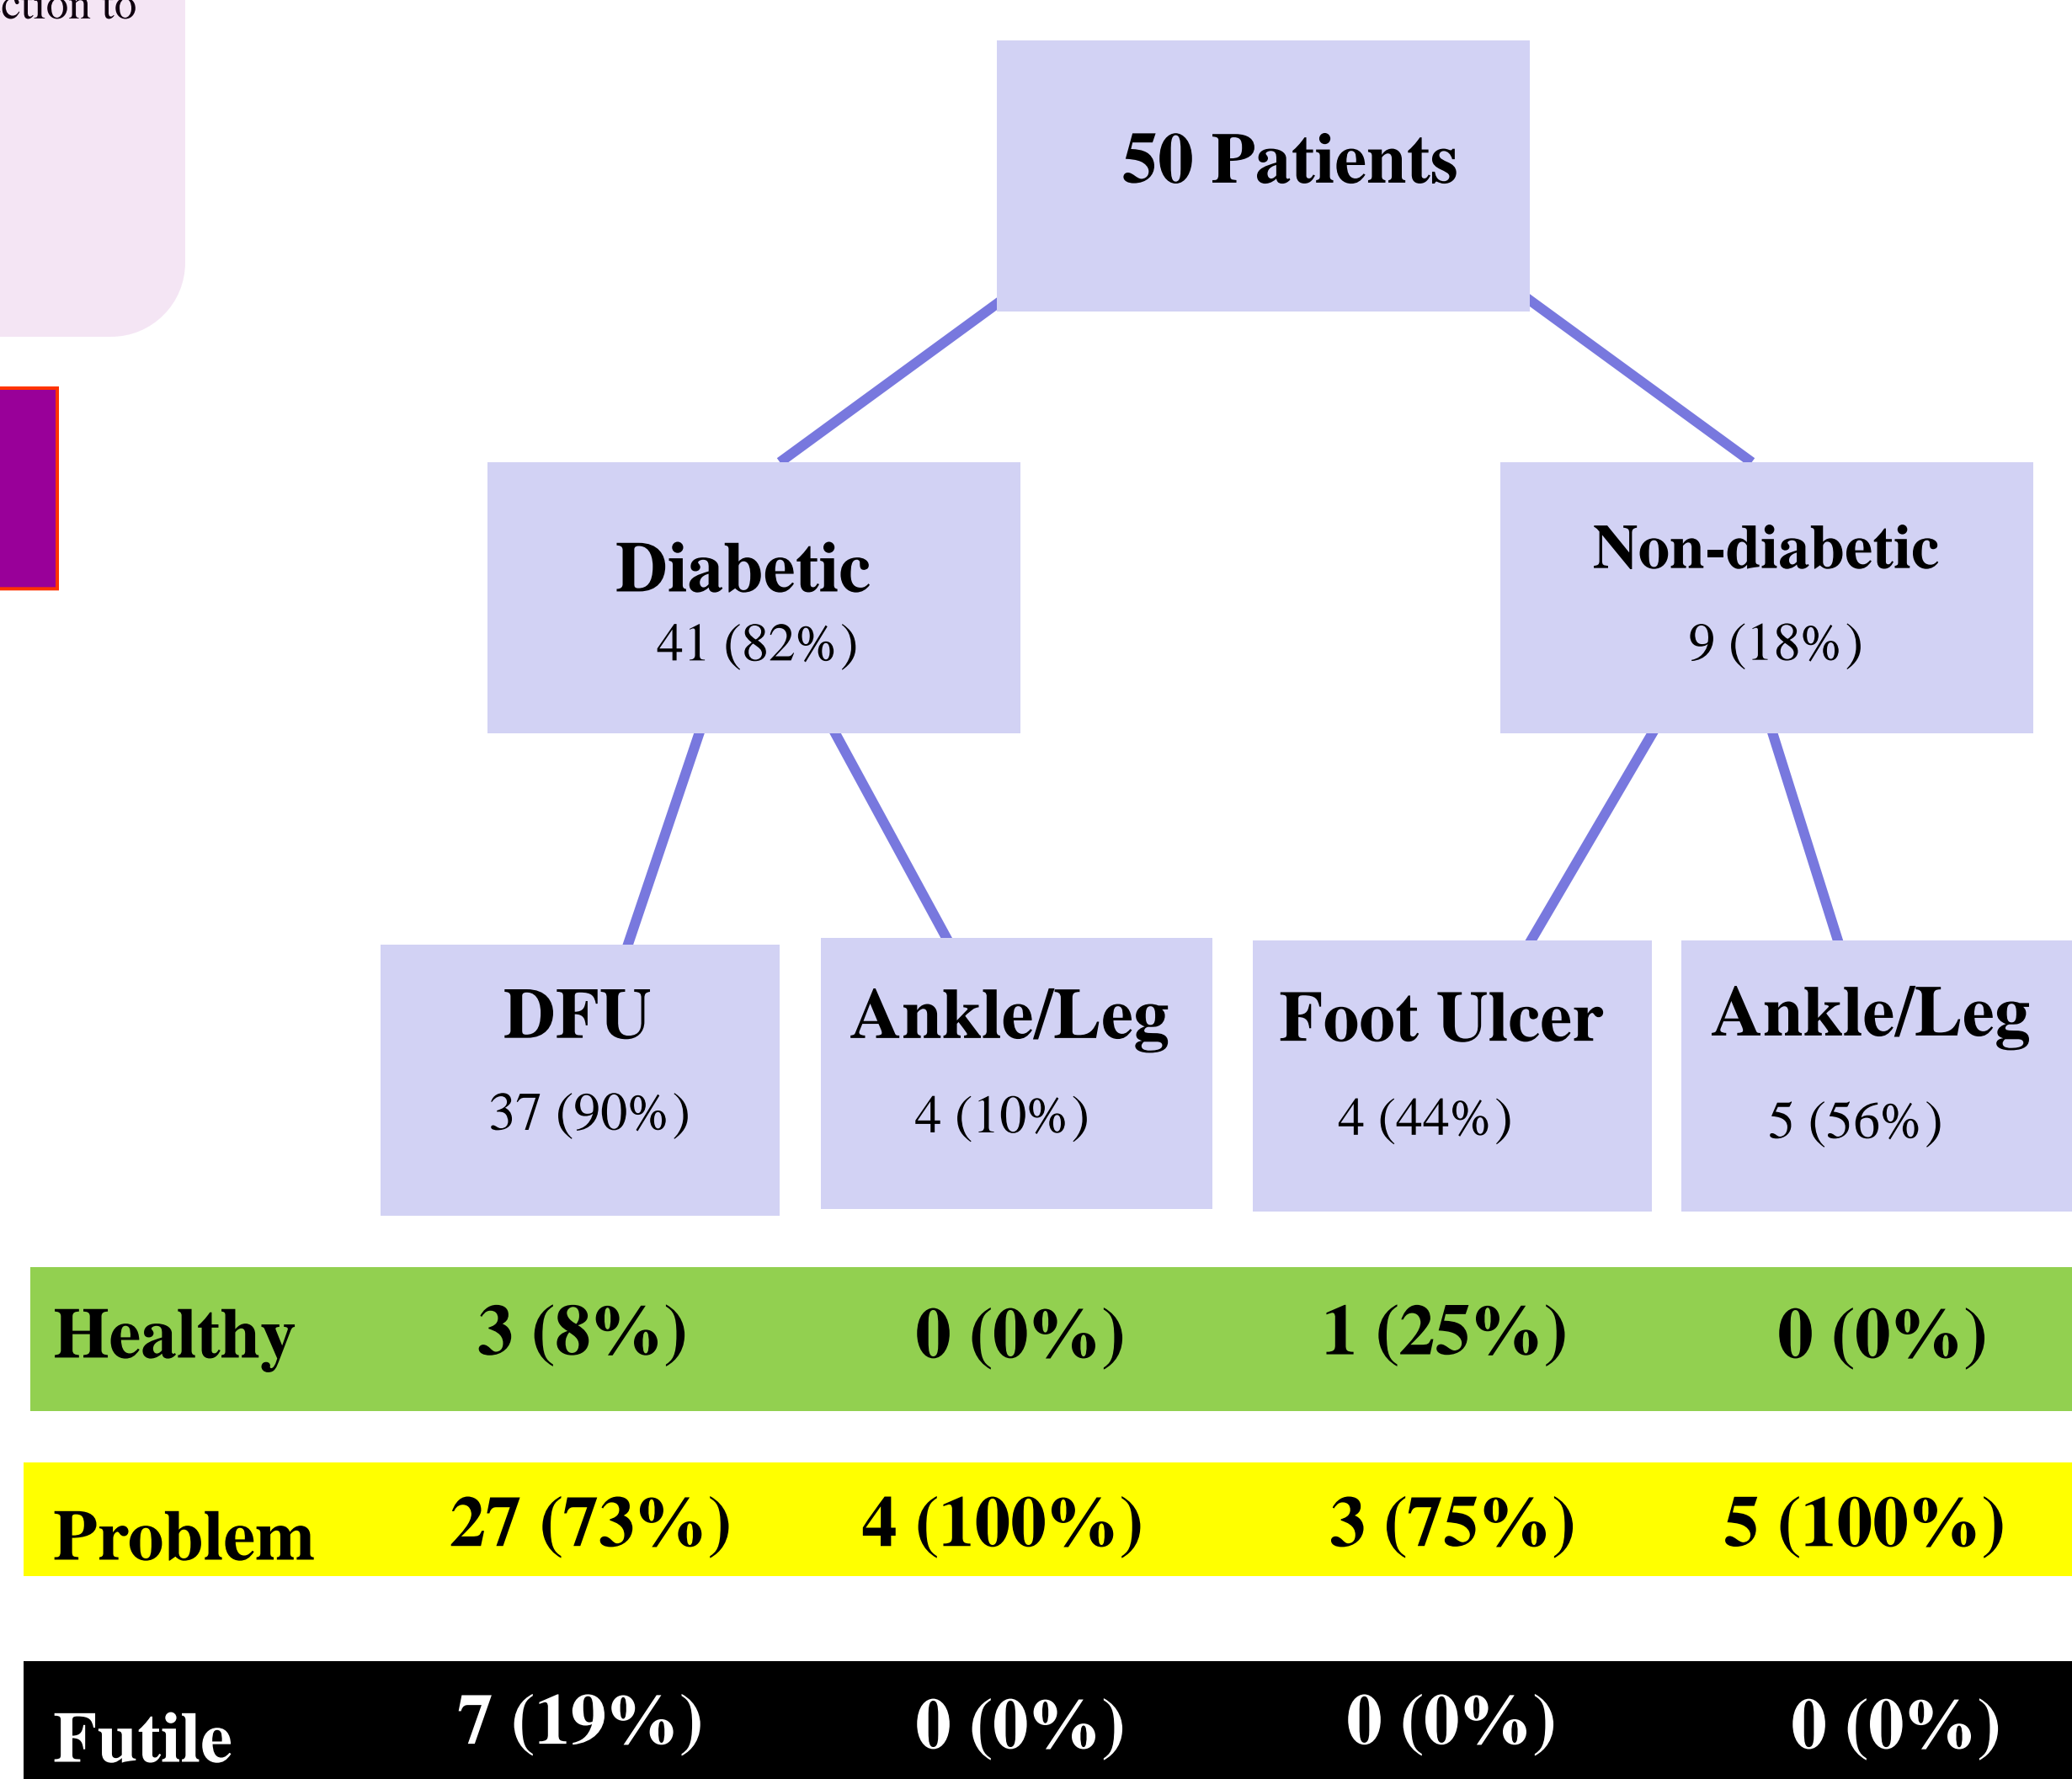 to
50 Patients
Diabetic
41 (82%)
Non-diabetic
9 (18%)
DFU
37 (90%)
Ankle/Leg
4 (10%)
Foot Ulcer
4 (44%)
Ankle/Leg
5 (56%)
Healthy 3 (8%) 0 (0%) 1 (25%) 0 (0%)
Problem 27 (73%) 4 (100%) 3 (75%) 5 (100%)
Futile 7 (19%) 0 (0%) 0 (0%) 0 (0%)